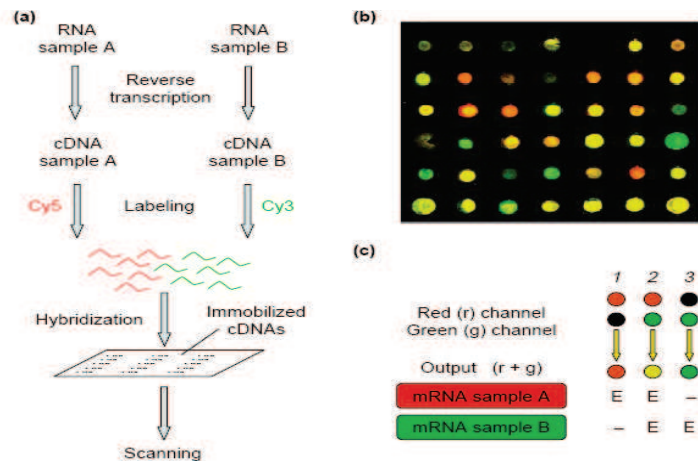 (a)
RNA
sample A
RNA
sample B
Reverse
transcription
cDNA
sample A
cDNA
sample B
Cy5
Labeling
Cy3
Hybridization
Immobilized
cDNAs
Scanning
(b)
(c)
1 2 3
Red (r) channel
Green (g) channel
Output (r + g)
mRNA sample A E E –
mRNA sample B – E E